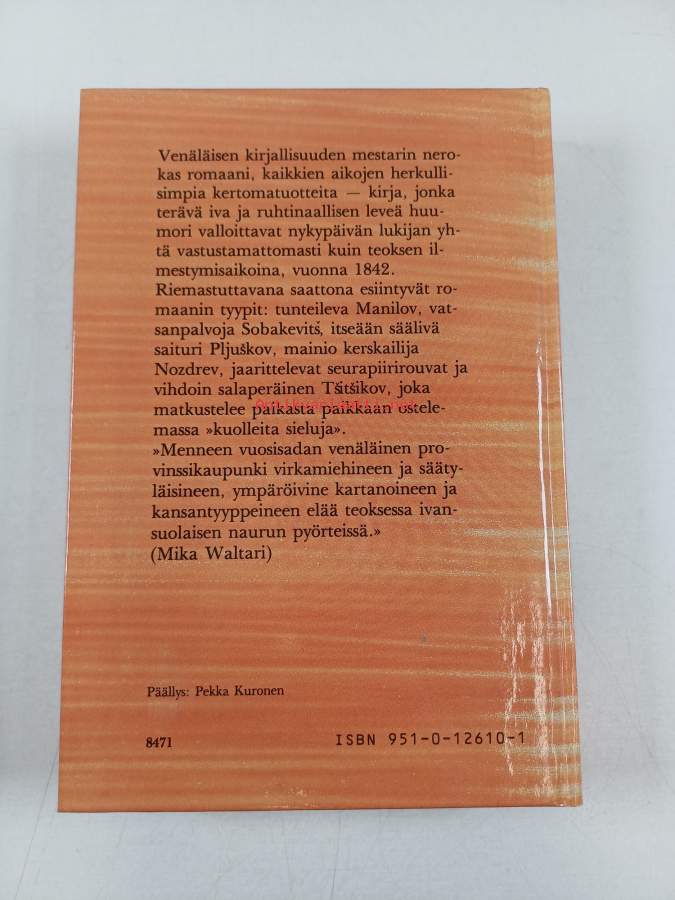 Venäläisen kirjallisuuden mestarin nero-
kas romaani, kaikkien aikojen herkulli-
simpia kertomatuotteita — kirja, jonka
terävä iva ja ruhtinaallisen leveä huu-
mori valloittavat nykypäivän lukijan yh-
tä vastustamattomasti kuin teoksen il-
mestymisaikoina, vuonna 1842.
Riemastuttavana saattona esiintyvät ro-
maanin tyypit: tunteileva Manilov, vat-
sanpalvoja Sobakevitš, itseään säälivä
saituri Pljuškov, mainio kerskailija
Nozdrev, jaarittelevat seurapiirirouvat ja
vihdoin salaperäinen Tšitšikov, joka
matkustelee paikasta paikkaan ostele-
massa »kuolleita sieluja».
»Menneen vuosisadan venäläinen pro-
vinssikaupunki virkamiehineen ja sääty-
läisineen, ympäröivine kartanoineen ja
kansantyyppeineen elää teoksessa ivan-
suolaisen naurun pyörteissä.»
(Mika Waltari)
Päällys: Pekka Kuronen
8471
ISBN 951-0-12610-1